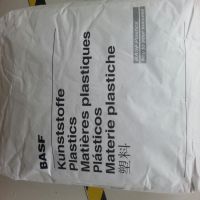 BASF
Kunststoffe
Plastics
Matières plastiques
Plásticos
Materie plastiche
塑料